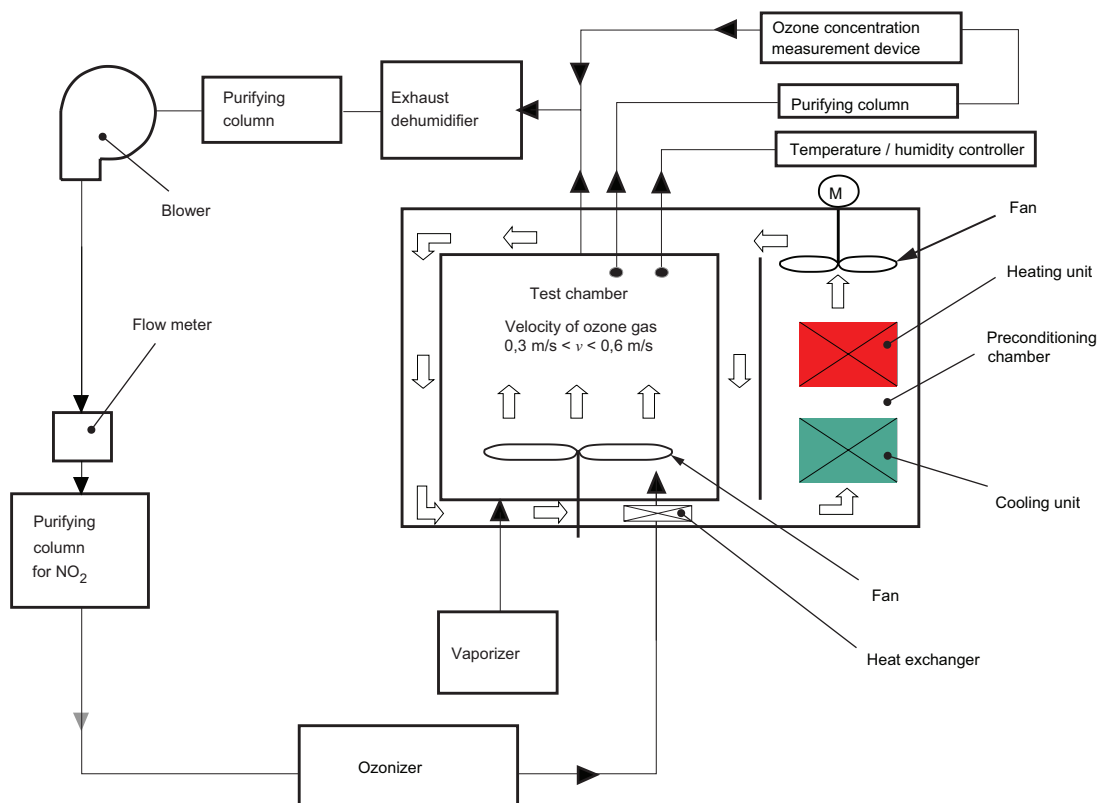 Ozone concentration
measurement device
Purifying
column
Exhaust
dehumidifier
Purifying column
Temperature / humidity controller
M
Blower
Fan
Heating unit
Test chamber
Velocity of ozone gas
0,3 m/s < v < 0,6 m/s
Flow meter
Preconditioning
chamber
Cooling unit
Purifying
column
for NO2
Fan
Vaporizer
Heat exchanger
Ozonizer